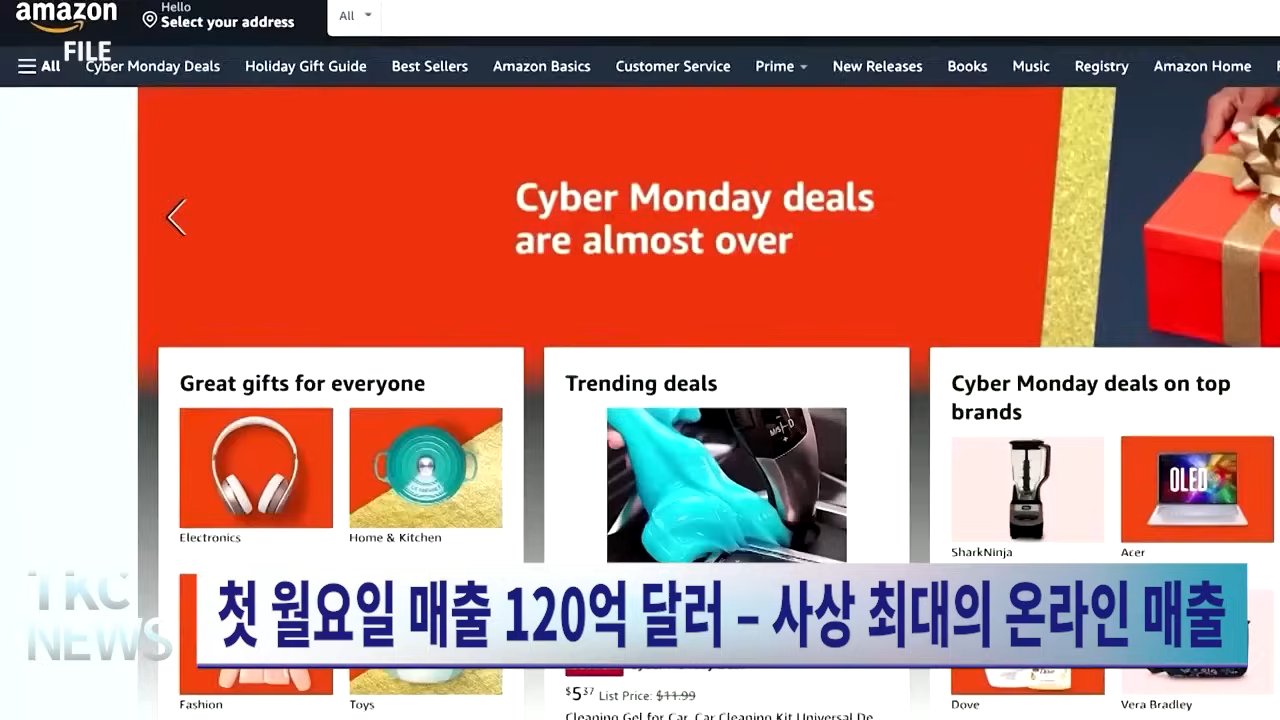 amazon
Hello
Select your address
All
FILE
All
Cyber Monday Deals
Holiday Gift Guide
Best Sellers
Amazon Basics
Customer Service
Prime
New Releases
Books
Music
Registry
Amazon Home
Cyber Monday deals
are almost over
Great gifts for everyone
Electronics
Home & Kitchen
Fashion
Toys
Trending deals
M/S
D
+
$5.37 List Price: $11.99
Cleaning Gel for Car, Car Cleaning Kit Universal De
Cyber Monday deals on top
brands
OLED
SharkNinja
Acer
Dove
Vera Bradley
TKC
NEWS
첫 월요일 매출 120억 달러 – 사상 최대의 온라인 매출